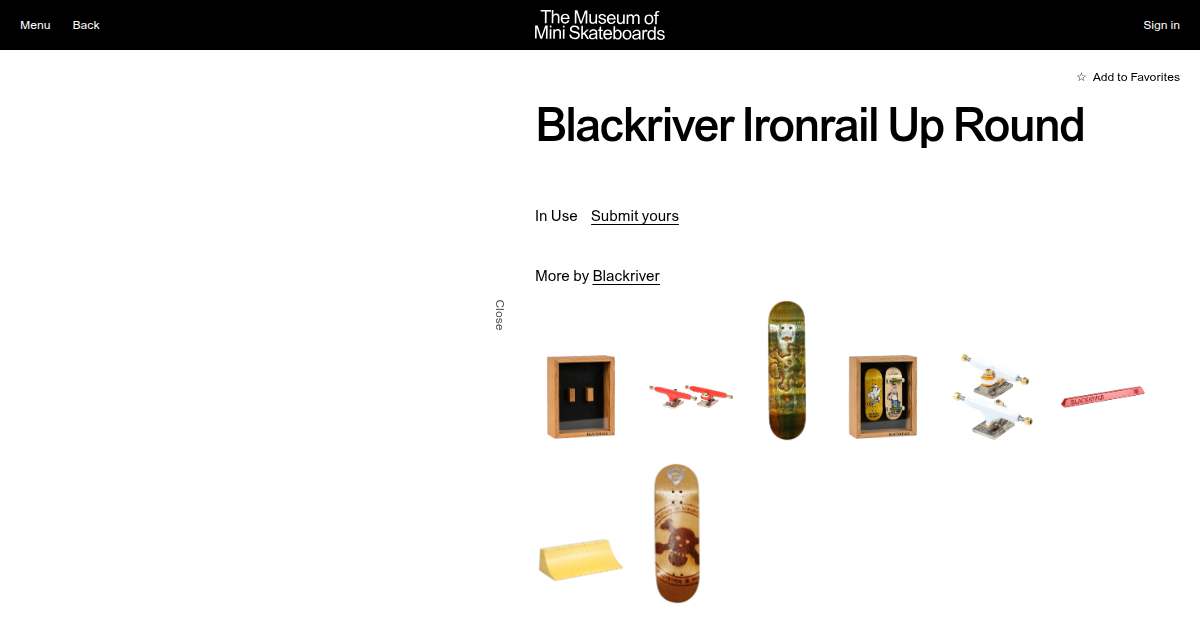 Menu
Back
The Museum of
Mini Skateboards
Sign in
☆ Add to Favorites
Blackriver Ironrail Up Round
In Use
Submit yours
More by Blackriver
Close
BLACKRIVER